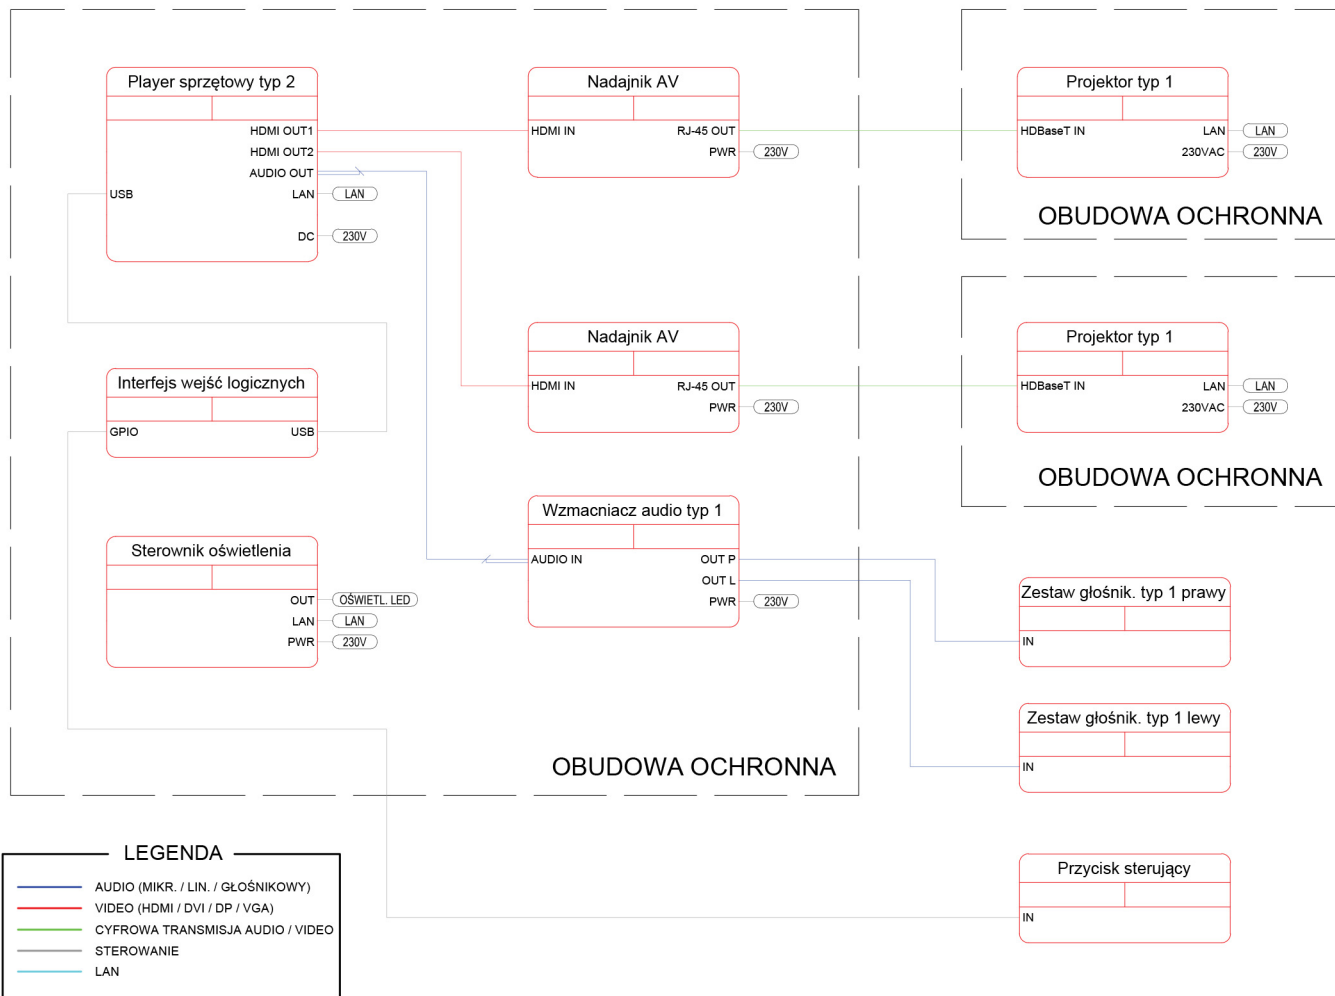 Player sprzętowy typ 2
HDMI OUT1
HDMI OUT2
AUDIO OUT
USB
LAN
LAN
DC
230V
Nadajnik AV
HDMI IN
RJ-45 OUT
PWR
230V
Projektor typ 1
HDBaseT IN
LAN
LAN
230VAC
230V
OBUDOWA OCHRONNA
Nadajnik AV
HDMI IN
RJ-45 OUT
PWR
230V
Projektor typ 1
HDBaseT IN
LAN
LAN
230VAC
230V
OBUDOWA OCHRONNA
Interfejs wejść logicznych
GPIO
USB
Wzmacniacz audio typ 1
AUDIO IN
OUT P
OUT L
PWR
230V
Sterownik oświetlenia
OUT
OŚWIETL. LED
LAN
LAN
PWR
230V
Zestaw głośnik. typ 1 prawy
IN
Zestaw głośnik. typ 1 lewy
IN
OBUDOWA OCHRONNA
Przycisk sterujący
IN
LEGENDA
AUDIO (MIKR. / LIN. / GŁOŚNIKOWY)
VIDEO (HDMI / DVI / DP / VGA)
CYFROWA TRANSMISJA AUDIO / VIDEO
STEROWANIE
LAN